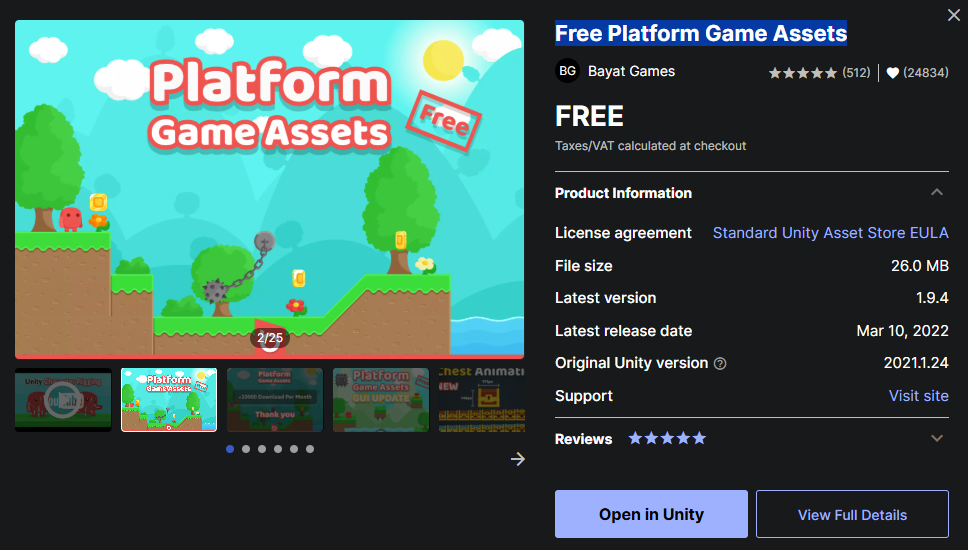 Platform
Game Assets
Free
2/25
Unity
Platform
Game Assets
Free
Platform
Game Assets
+33000 Download Per Month
Thank you
Platform
Game Assets
GUI UPDATE
Chest Animati
NEW
Free Platform Game Assets
BG Bayat Games
(512) (24834)
FREE
Taxes/VAT calculated at checkout
Product Information
License agreement Standard Unity Asset Store EULA
File size 26.0 MB
Latest version 1.9.4
Latest release date Mar 10, 2022
Original Unity version 2021.1.24
Support Visit site
Reviews
Open in Unity
View Full Details